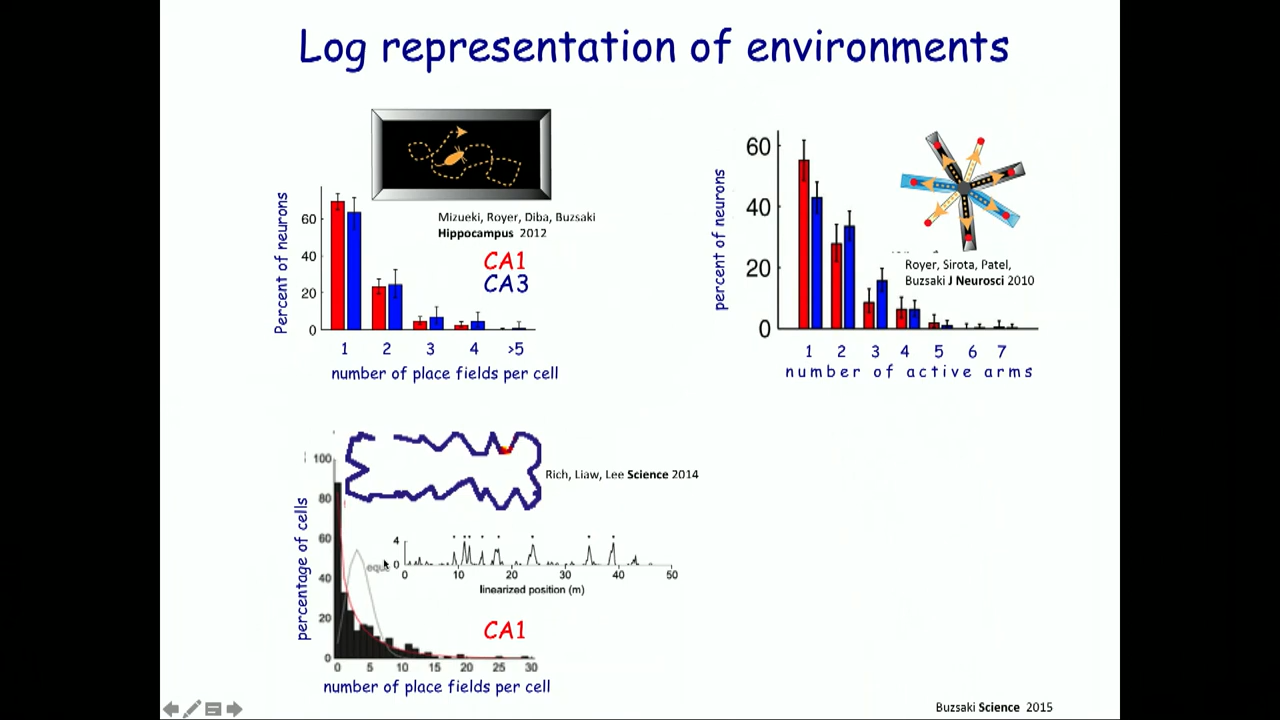 Log representation of environments
Percent of neurons
60
40
20
0
1 2 3 4 >5
number of place fields per cell
Mizueki, Royer, Diba, Buzsaki
Hippocampus 2012
CA1
CA3
percent of neurons
60
40
20
0
1 2 3 4 5 6 7
number of active arms
Royer, Sirota, Patel,
Buzsaki J Neurosci 2010
percentage of cells
100
80
60
40
20
0
0 5 10 15 20 25 30
number of place fields per cell
Rich, Liaw, Lee Science 2014
4
0
0 10 20 30 40 50
linearized position (m)
CA1
Buzsaki Science 2015